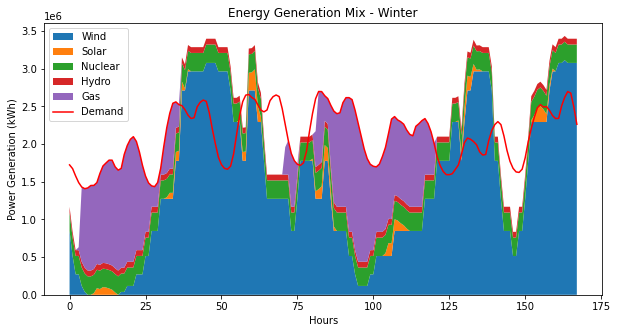 Energy Generation Mix - Winter
1e6
Wind
Solar
Nuclear
Hydro
Gas
Demand
Power Generation (kWh)
3.5
3.0
2.5
2.0
1.5
1.0
0.5
0.0
0 25 50 75 100 125 150 175
Hours